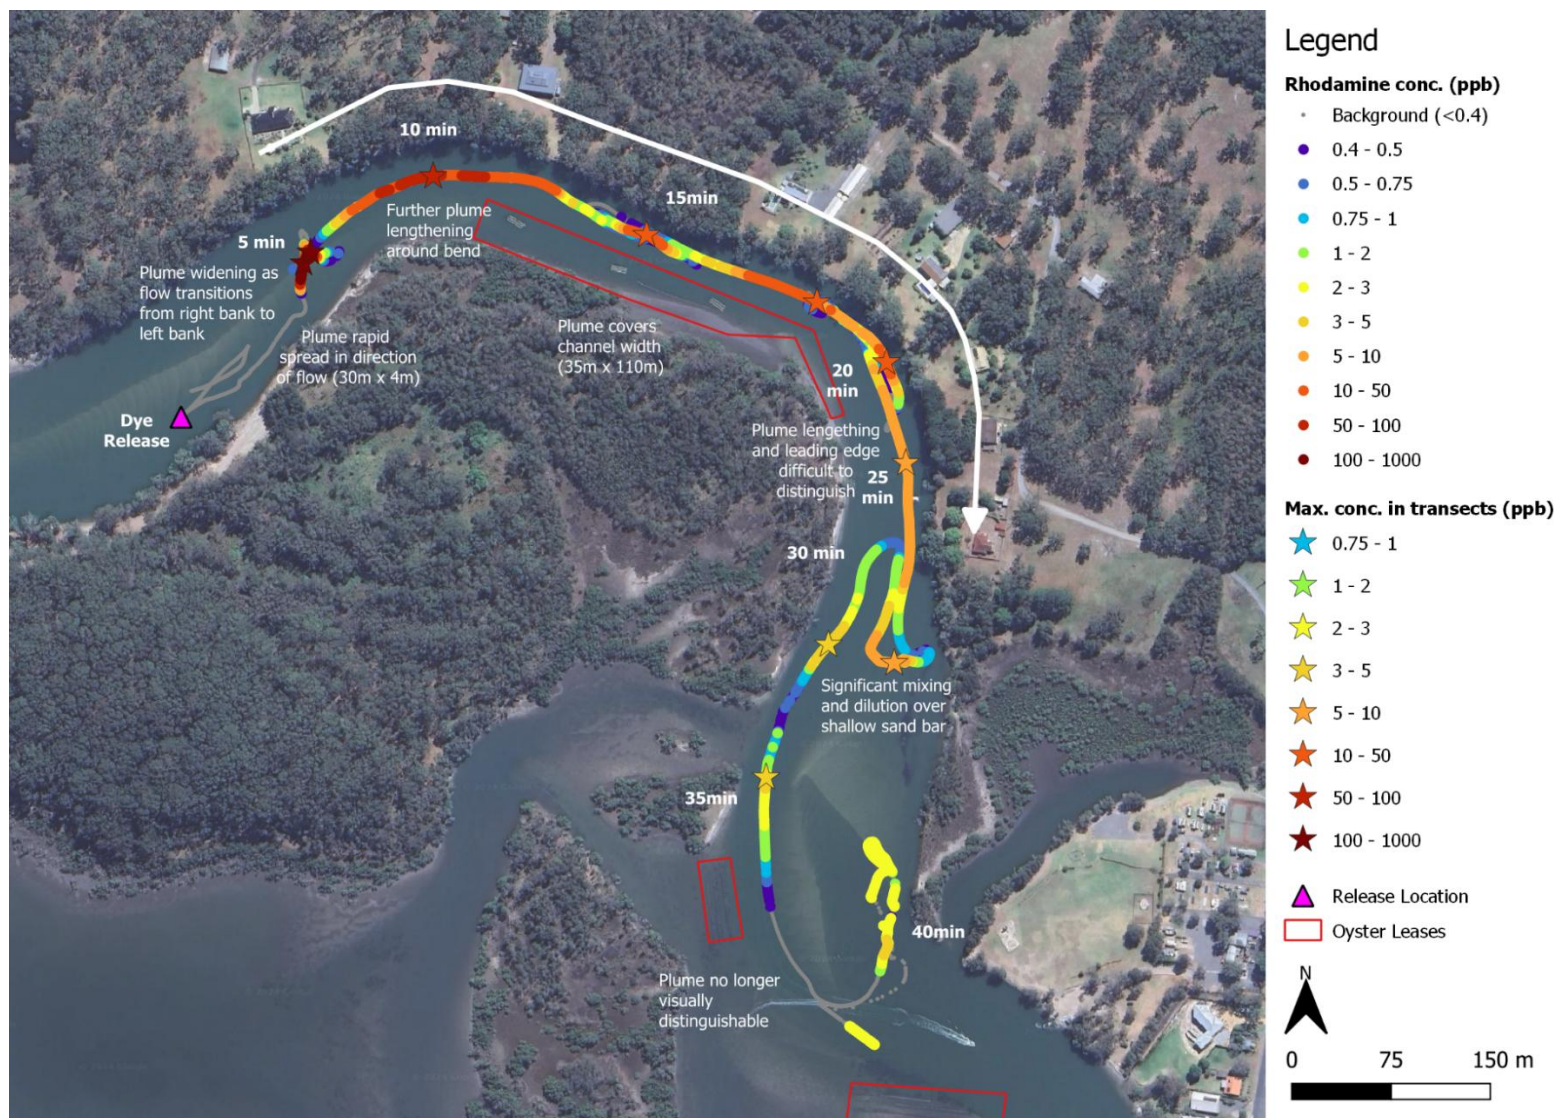 10 min
15min
Further plume
lengthening
around bend
5 min
Plume widening as
flow transitions
from right bank to
left bank
Plume rapid
spread in direction
of flow (30m x 4m)
Plume covers
channel width
(35m x 110m)
Dye
Release
20
min
Plume lengething
and leading edge
difficult to
distinguish
25
min
30 min
Significant mixing
and dilution over
shallow sand bar
35min
40min
Plume no longer
visually
distinguishable
Legend
Rhodamine conc. (ppb)
Background (<0.4)
0.4 - 0.5
0.5 - 0.75
0.75 - 1
1 - 2
2 - 3
3 - 5
5 - 10
10 - 50
50 - 100
100 - 1000
Max. conc. in transects (ppb)
0.75 - 1
1 - 2
2 - 3
3 - 5
5 - 10
10 - 50
50 - 100
100 - 1000
Release Location
Oyster Leases
N
0 75 150 m